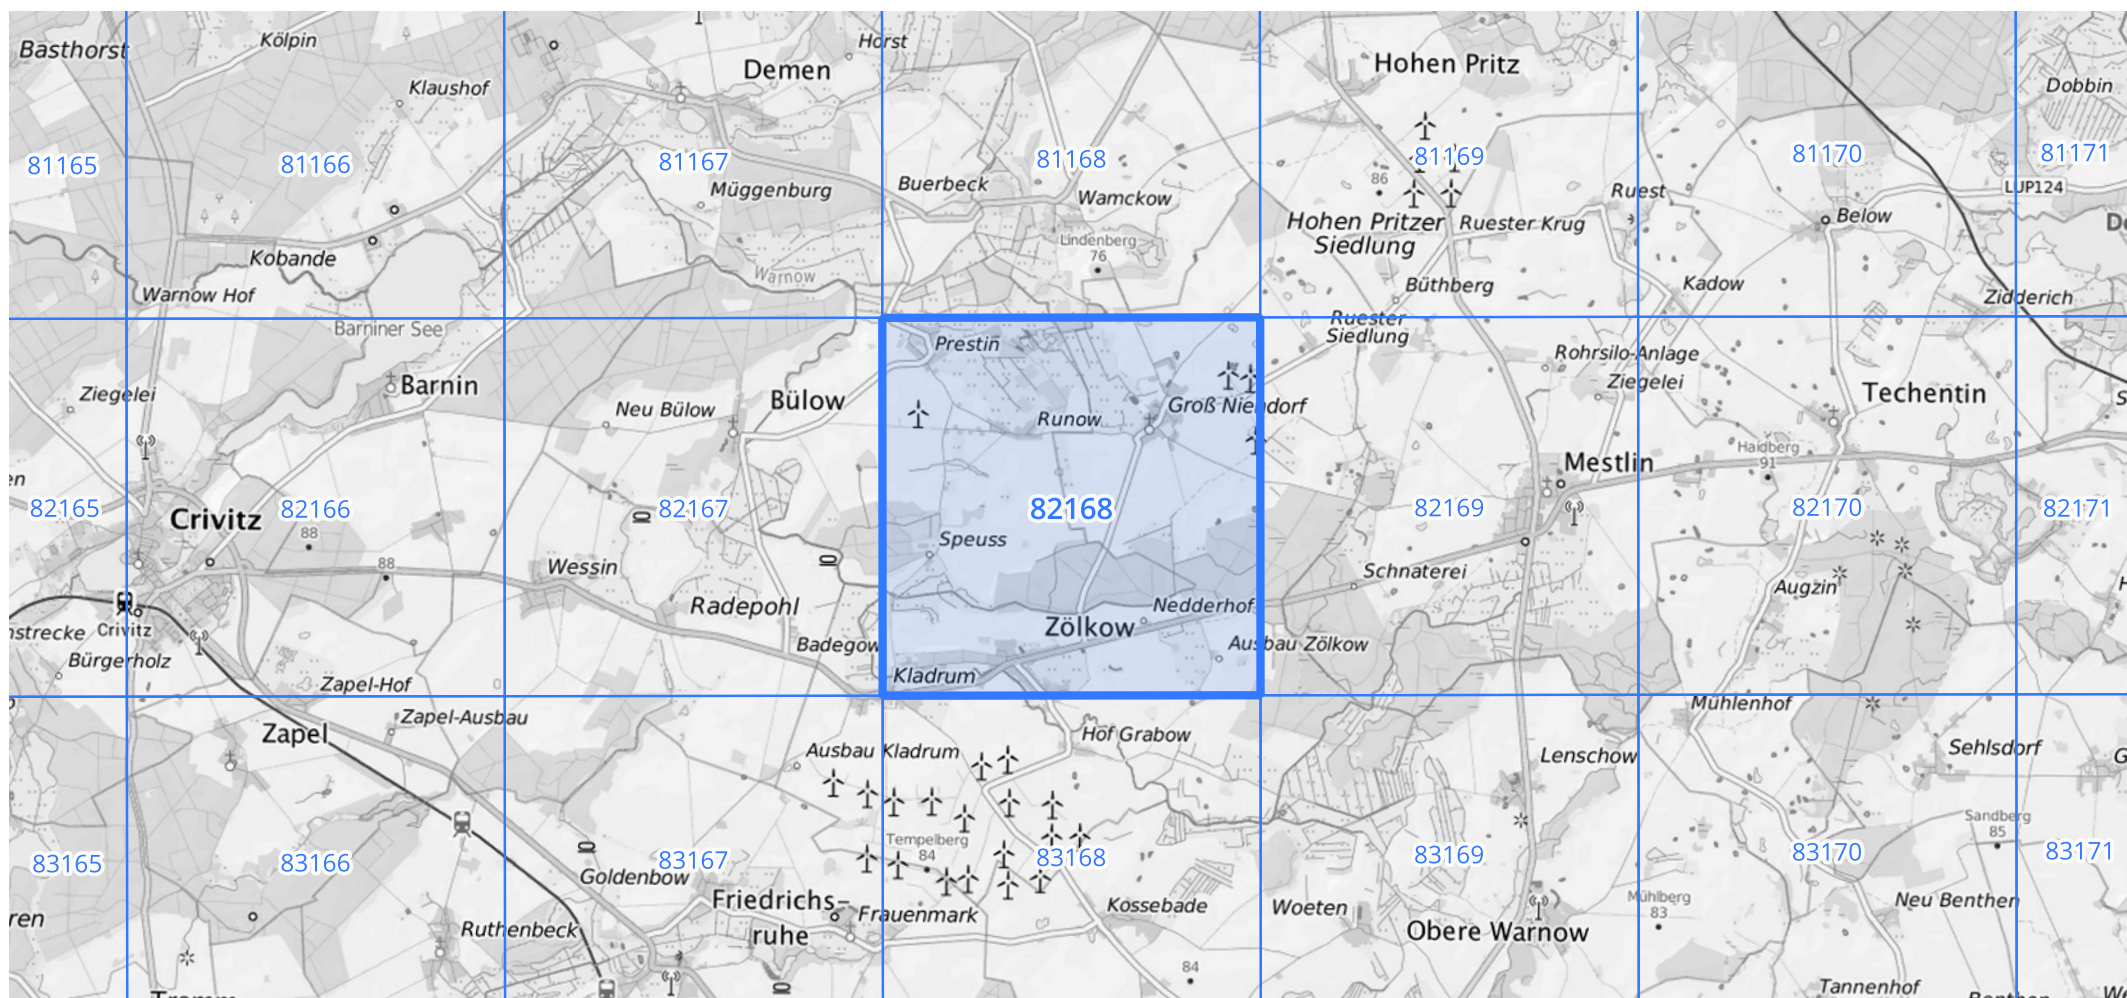 Basthorst
Kölpin
Klaushof
Demen
Horst
Hohen Pritz
Dobbin
81165
81166
81167
81168
81169
81170
81171
Müggenburg
Buerbeck
Wamckow
86
Ruest
LUP124
Below
Hohen Pritzer
Siedlung
Ruester Krug
Kobande
Lindenberg
76
Warnow
Warnow Hof
Büthberg
Kadow
Zidderich
Barniner See
Ruester
Siedlung
Prestin
Rohrsilo-Anlage
Ziegelei
Ziegelei
Barnin
Bülow
Neu Bülow
Groß Niendorf
Runow
Techentin
Haidberg
91
Mestlin
en
82165
82166
82167
82168
82169
82170
82171
Crivitz
88
88
Speuss
Wessin
Schnaterei
Augzin
Radepohl
Nedderhof
Zölkow
nstrecke
Crivitz
Bürgerholz
Badegow
Ausbau Zölkow
Kladrum
Zapel-Hof
0
Mühlenhof
Zapel
Zapel-Ausbau
Hof Grabow
Ausbau Kladrum
Lenschow
Sehlsdorf
G
Tempelberg
84
Sandberg
85
83165
83166
83167
83168
83169
83170
83171
Goldenbow
Friedrichs-
ruhe
Frauenmark
Kossebade
Woeten
Mühlberg
83
Neu Benthen
ren
Ruthenbeck
Obere Warnow
84
Tannenhof